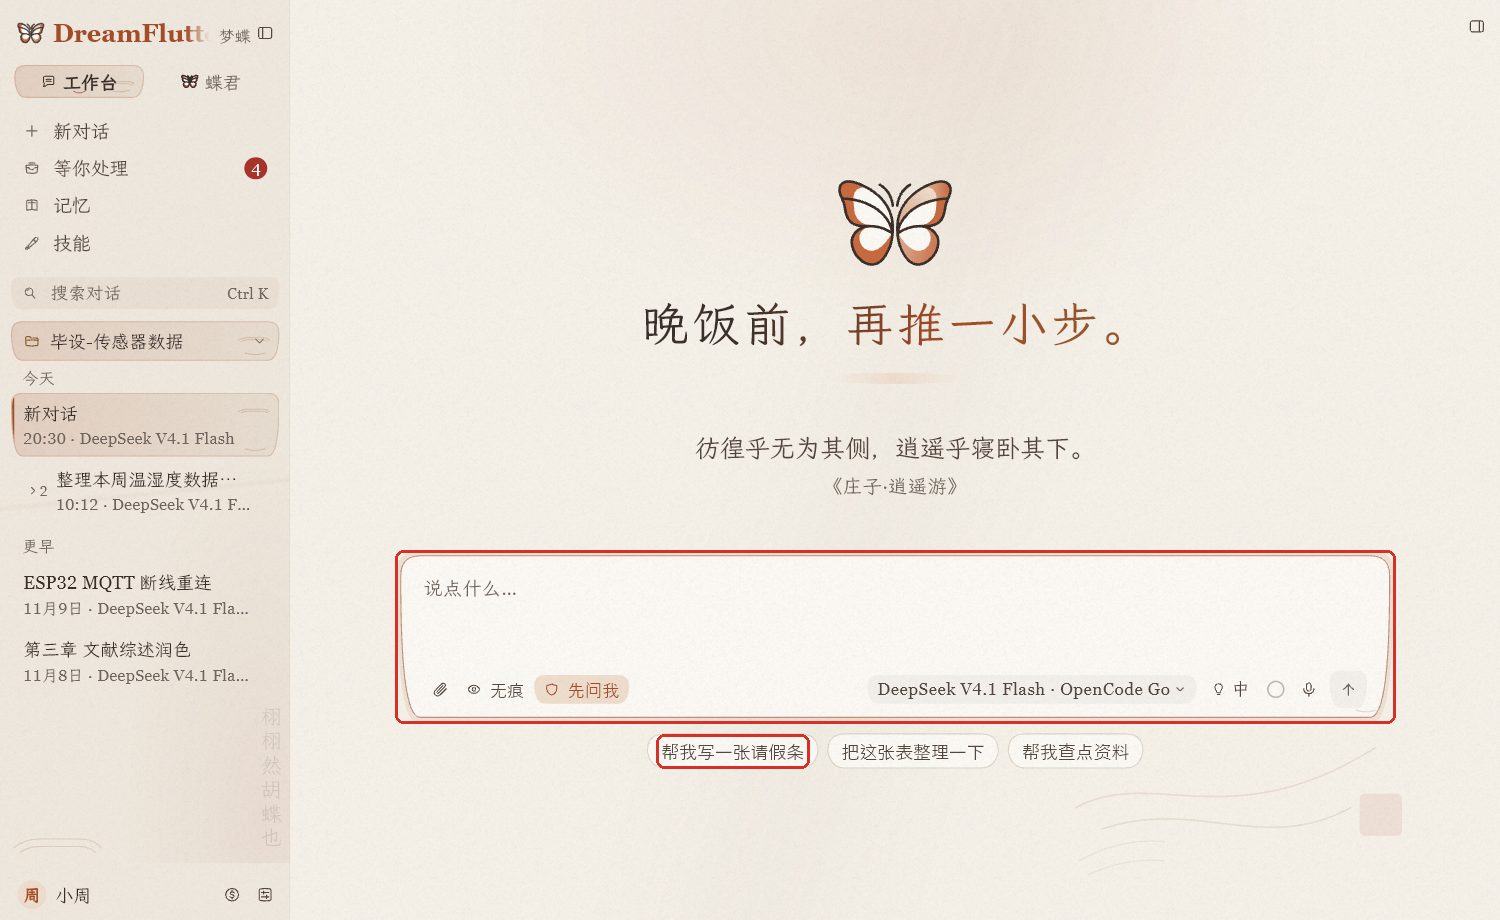 DreamFlutt 梦蝶
工作台 蝶君
新对话
等你处理 4
记忆
技能
搜索对话 Ctrl K
毕设-传感器数据
今天
新对话
20:30 · DeepSeek V4.1 Flash
2 整理本周温湿度数据…
10:12 · DeepSeek V4.1 F...
更早
ESP32 MQTT 断线重连
11月9日 · DeepSeek V4.1 Fla...
第三章 文献综述润色
11月8日 · DeepSeek V4.1 Fla...
栩栩然胡蝶也
周 小周
晚饭前，再推一小步。
彷徨乎无为其侧，逍遥乎寝卧其下。
《庄子·逍遥游》
说点什么...
无痕 先问我 DeepSeek V4.1 Flash · OpenCode Go 中
帮我写一张请假条 把这张表整理一下 帮我查点资料